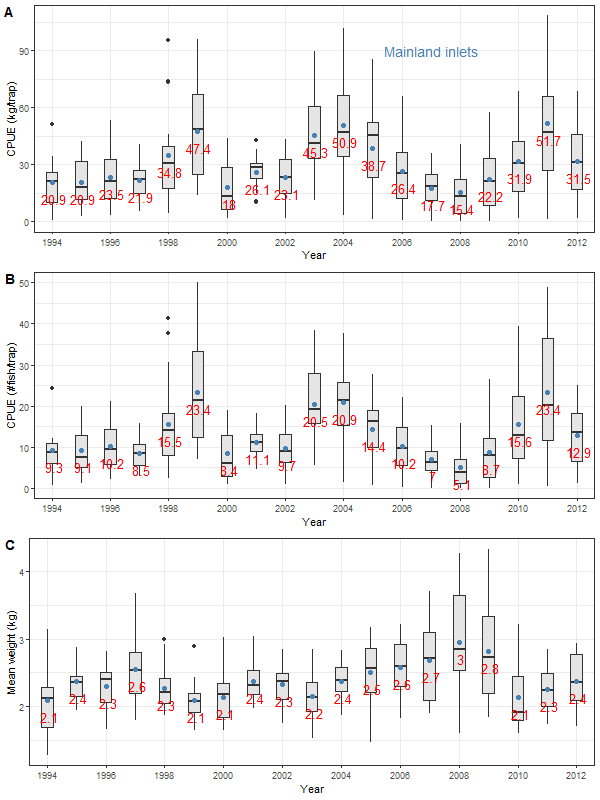 A
CPUE (kg/trap)
90
60
30
0
Mainland inlets
20.9 20.9 23.5 21.9 34.8 47.4 18 26.1 23.1 45.3 50.9 38.7 26.4 17.7 15.4 22.2 31.9 51.7 31.5
1994 1996 1998 2000 2002 2004 2006 2008 2010 2012
Year
B
CPUE (#fish/trap)
50
40
30
20
10
0
9.3 9.1 10.2 8.5 15.5 23.4 8.4 11.1 9.7 20.5 20.9 14.4 10.2 7 5.1 8.7 15.6 23.4 12.9
1994 1996 1998 2000 2002 2004 2006 2008 2010 2012
Year
C
Mean weight (kg)
4
3
2
2.1 2.4 2.3 2.6 2.3 2.1 2.1 2.4 2.3 2.2 2.4 2.5 2.6 2.7 3 2.8 2.1 2.3 2.4
1994 1996 1998 2000 2002 2004 2006 2008 2010 2012
Year